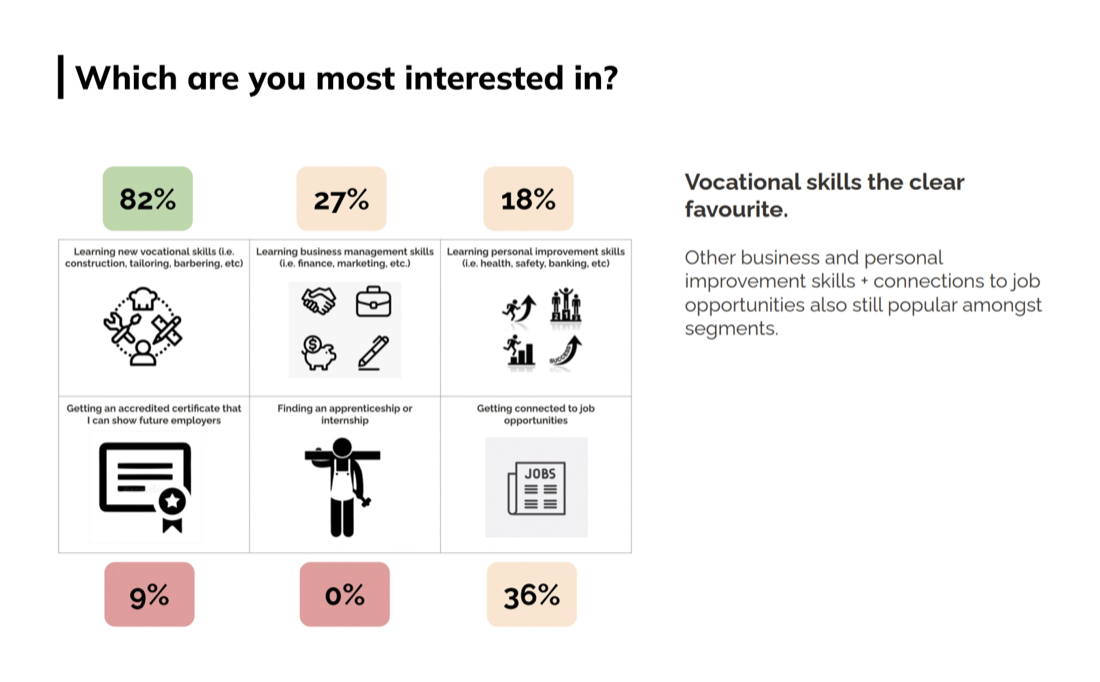 Which are you most interested in?
82%
27%
18%
Learning new vocational skills (i.e.
construction, tailoring, barbering, etc)
Learning business management skills
(i.e. finance, marketing, etc.)
Learning personal improvement skills
(i.e. health, safety, banking, etc)
$
SUCCESS
Getting an accredited certificate that
I can show future employers
Finding an apprenticeship or
internship
Getting connected to job
opportunities
JOBS
9%
0%
36%
Vocational skills the clear
favourite.
Other business and personal
improvement skills + connections to job
opportunities also still popular amongst
segments.